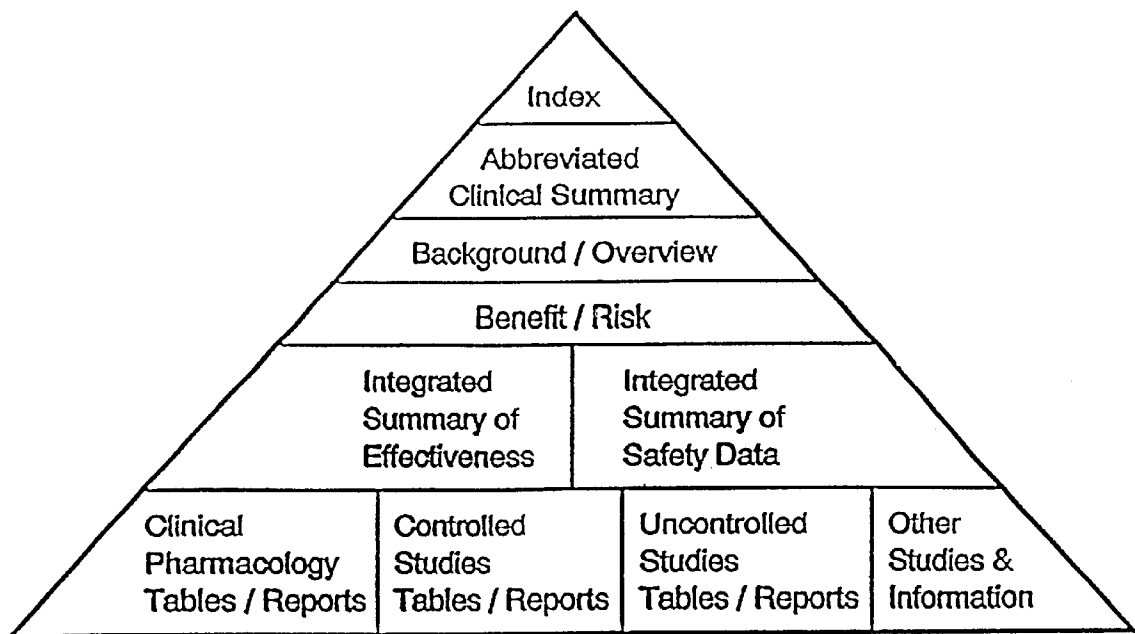 Index
Abbreviated
Clinical Summary
Background / Overview
Benefit / Risk
Integrated
Summary of
Effectiveness
Integrated
Summary of
Safety Data
Clinical
Pharmacology
Tables / Reports
Controlled
Studies
Tables / Reports
Uncontrolled
Studies
Tables / Reports
Other
Studies &
Information